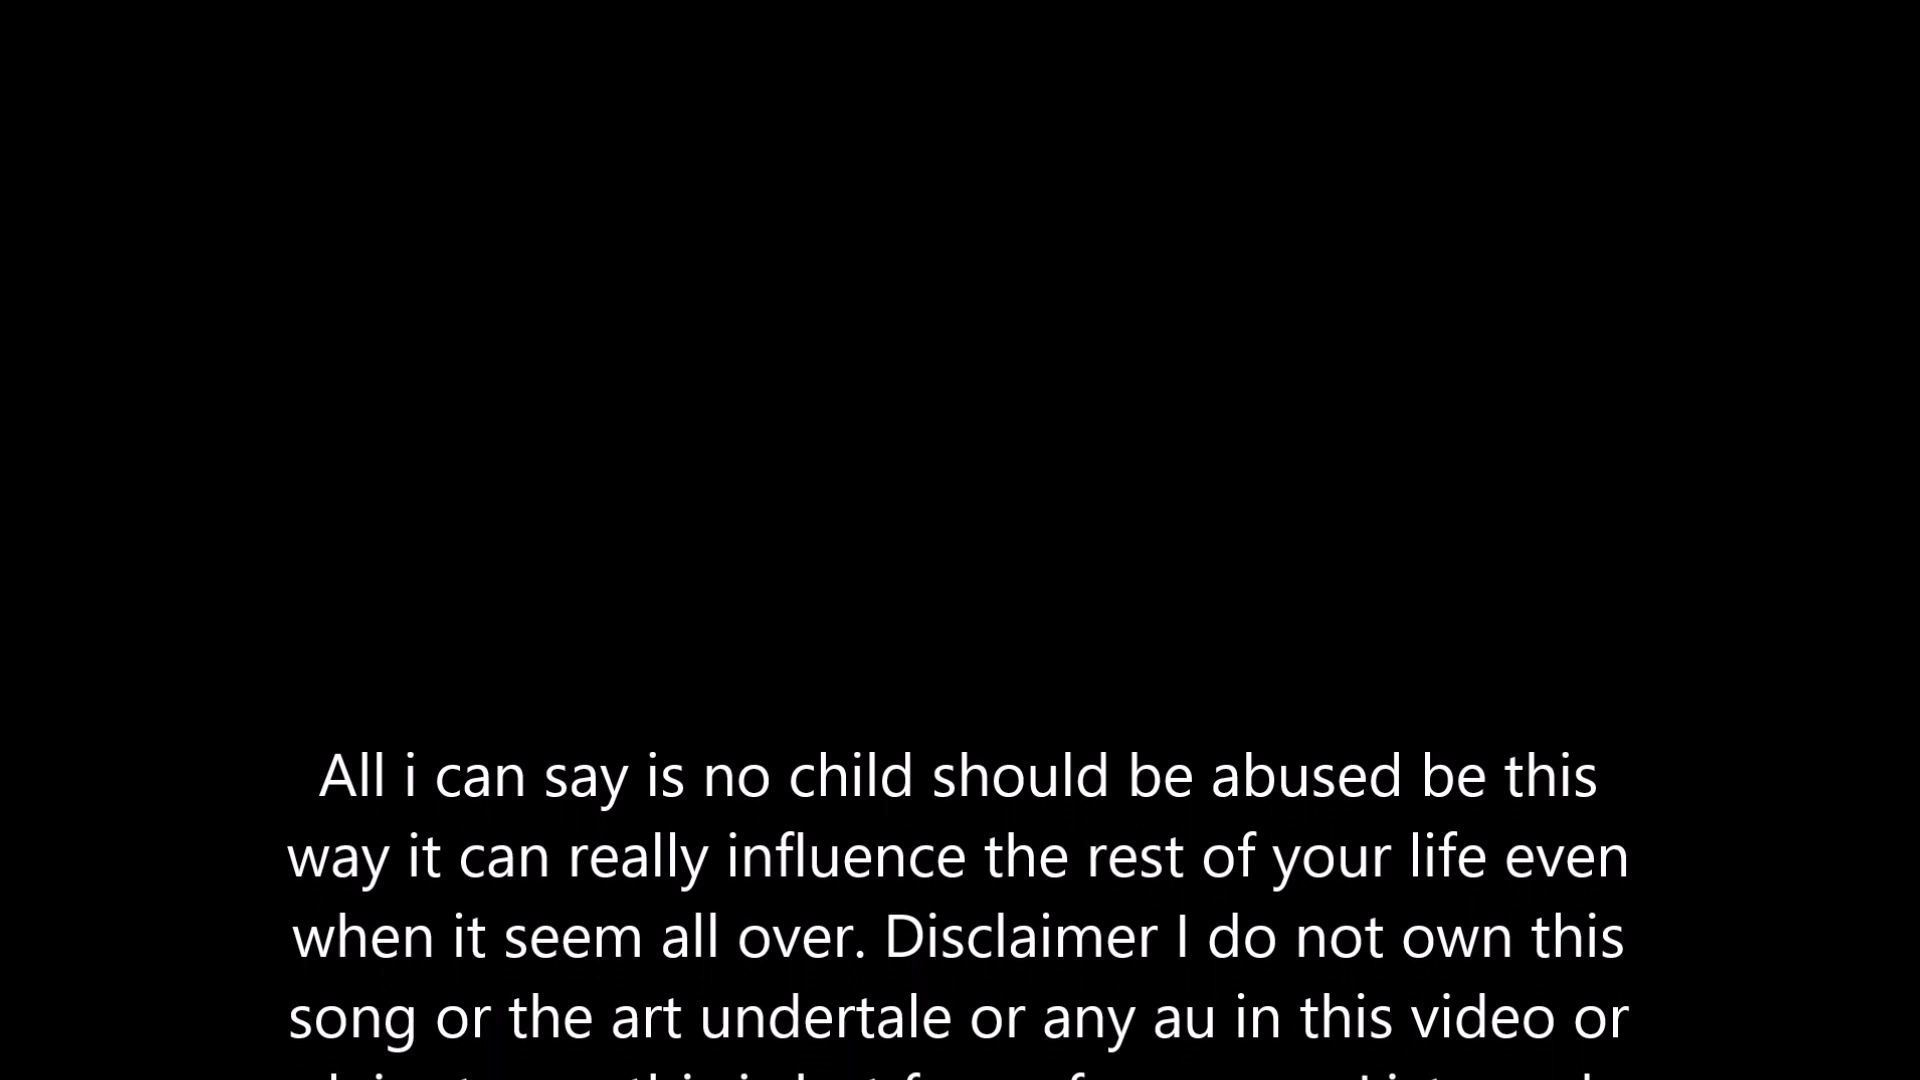 All i can say is no child should be abused be this
way it can really influence the rest of your life even
when it seem all over. Disclaimer I do not own this
song or the art undertale or any au in this video or